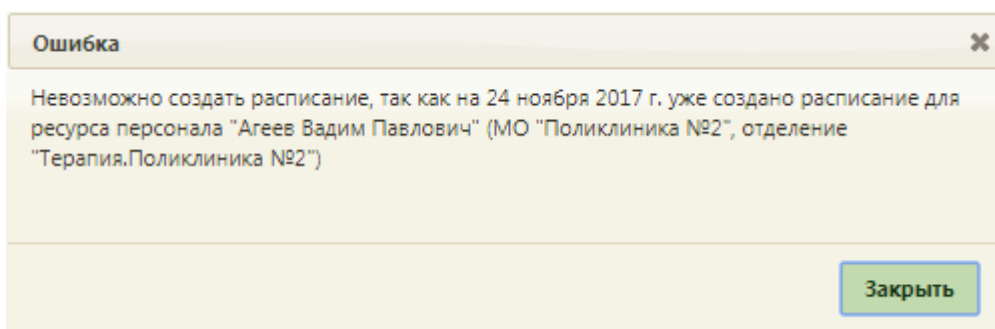 Ошибка
Невозможно создать расписание, так как на 24 ноября 2017 г. уже создано расписание для
ресурса персонала "Агеев Вадим Павлович" (МО "Поликлиника №2", отделение
"Терапия.Поликлиника №2")
Закрыть